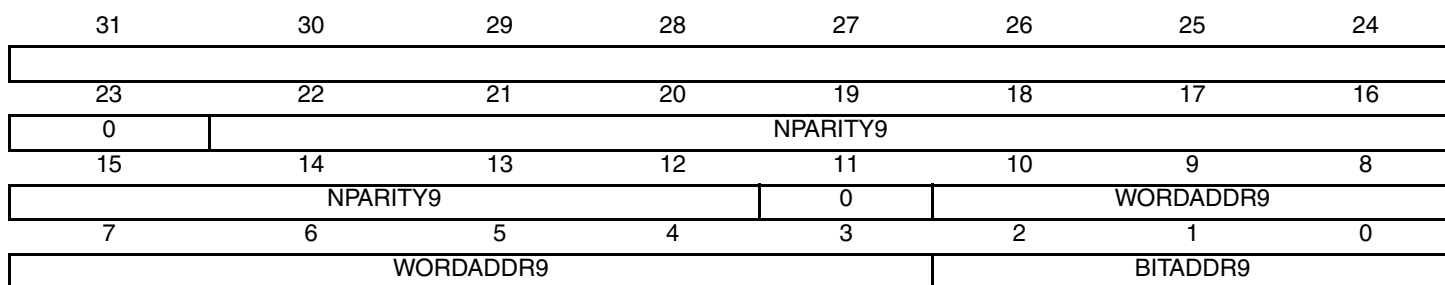 31 30 29 28 27 26 25 24
23 22 21 20 19 18 17 16
0 NPARITY9
15 14 13 12 11 10 9 8
NPARITY9 0 WORDADDR9
7 6 5 4 3 2 1 0
WORDADDR9 BITADDR9